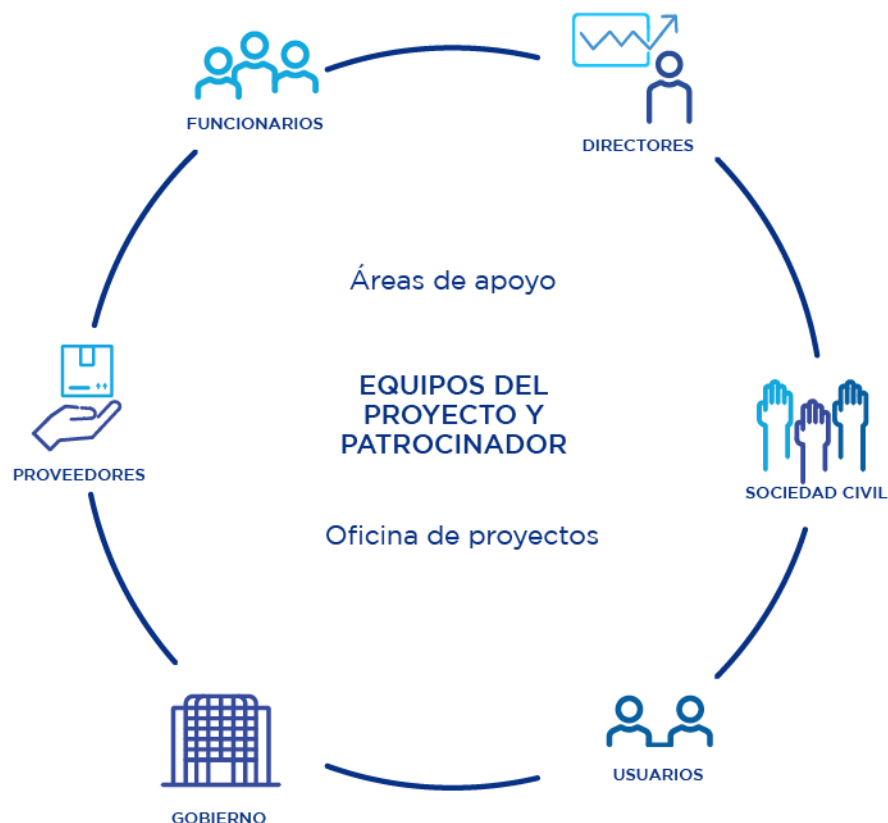 FUNCIONARIOS
DIRECTORES
Áreas de apoyo
EQUIPOS DEL
PROYECTO Y
PATROCINADOR
PROVEEDORES
SOCIEDAD CIVIL
Oficina de proyectos
USUARIOS
GOBIERNO